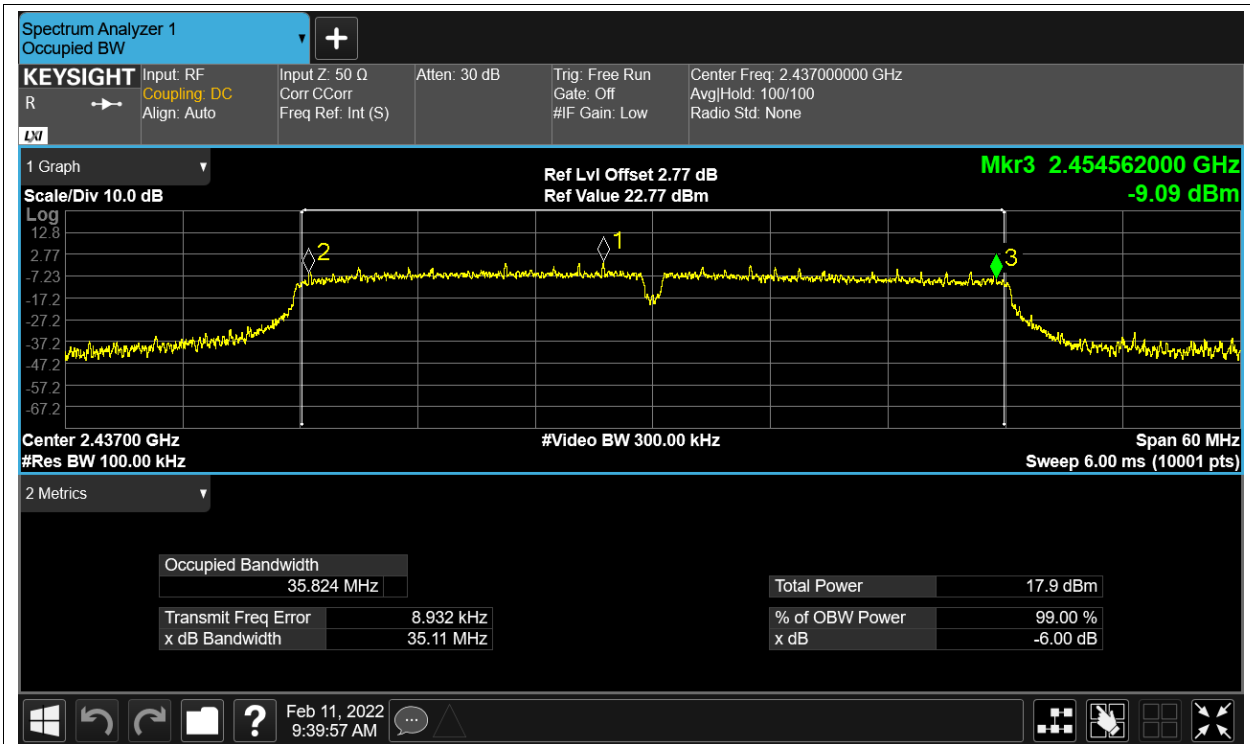 Spectrum Analyzer 1
Occupied BW
KEYSIGHT
R
LXI
Input: RF
Coupling: DC
Align: Auto
Input Z: 50 Ω
Corr CCorr
Freq Ref: Int (S)
Atten: 30 dB
Trig: Free Run
Gate: Off
#IF Gain: Low
Center Freq: 2.437000000 GHz
Avg|Hold: 100/100
Radio Std: None
1 Graph
Scale/Div 10.0 dB
Ref Lvl Offset 2.77 dB
Ref Value 22.77 dBm
Mkr3 2.454562000 GHz
-9.09 dBm
Log
12.8
2.77
-7.23
-17.2
-27.2
-37.2
-47.2
-57.2
-67.2
2
1
3
Center 2.43700 GHz
#Video BW 300.00 kHz
Span 60 MHz
#Res BW 100.00 kHz
Sweep 6.00 ms (10001 pts)
2 Metrics
Occupied Bandwidth
35.824 MHz
Transmit Freq Error 8.932 kHz
x dB Bandwidth 35.11 MHz
Total Power 17.9 dBm
% of OBW Power 99.00 %
x dB -6.00 dB
Feb 11, 2022
9:39:57 AM